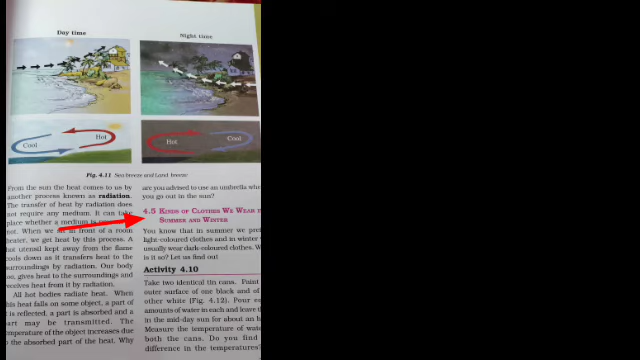 Day time
Night time
Hot
Cool
Hot
Cool
Fig. 4.11 Sea breeze and Land breeze
From the sun the heat comes to us by
another process known as radiation.
The transfer of heat by radiation does
not require any medium. It can take
place whether a medium is
not. When we sit in front of a room
heater, we get heat by this process. A
utensil kept away from the flame
cools down as it transfers heat to the
surroundings by radiation. Our body
gives heat to the surroundings and
receives heat from it by radiation.
All hot bodies radiate heat. When
this heat falls on some object, a part of
it is reflected, a part is absorbed and a
part may be transmitted. The
temperature of the object increases due
to the absorbed part of the heat. Why
are you advised to use an umbrella
you go out in the sun?
4.5 KINDS OF CLOTHES WE WEAR
SUMMER AND WINTER
You know that in summer we
light-coloured clothes and in winter
usually wear dark-coloured clothes.
is it so? Let us find out
Activity 4.10
Take two identical tin cans. Paint
outer surface of one black and of
other white (Fig. 4.12). Pour
amounts of water in each and leave
in the mid-day sun for about an
Measure the temperature of
both the cans. Do you find
difference in the temperatures